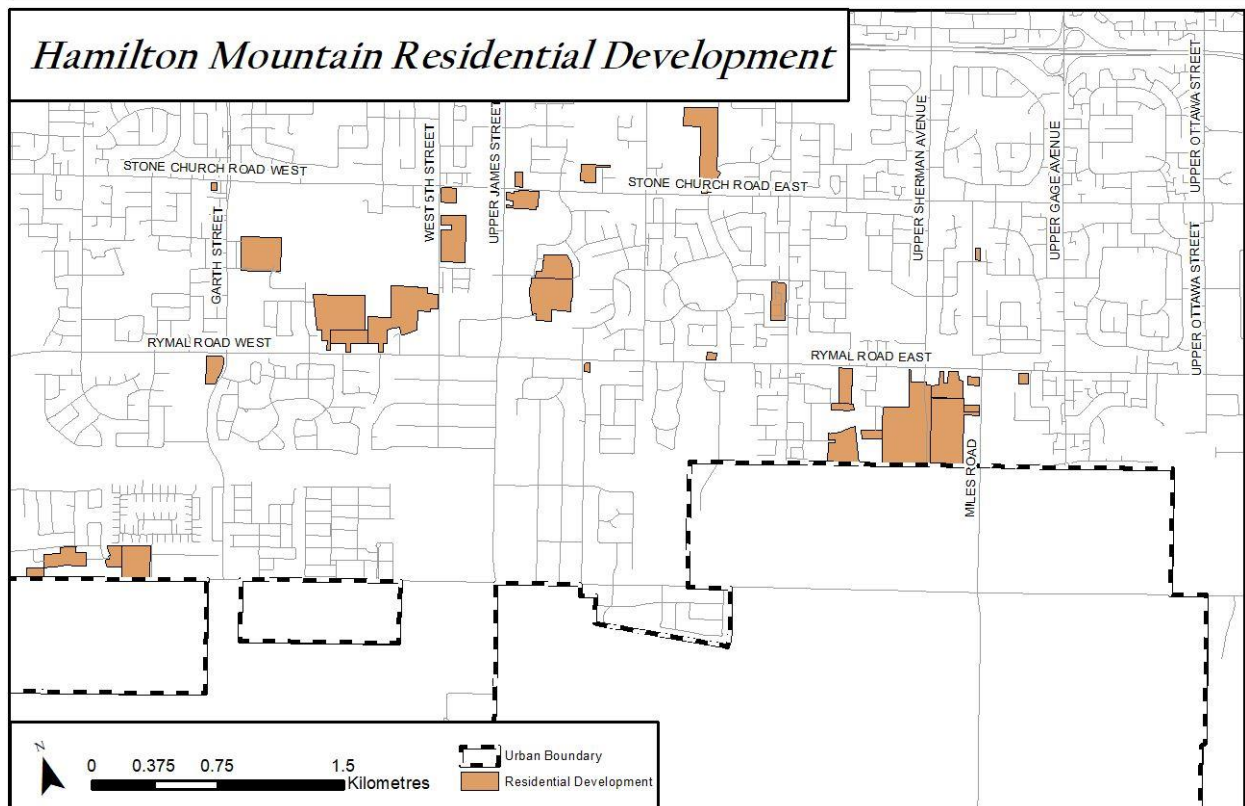 Hamilton Mountain Residential Development
STONE CHURCH ROAD WEST
WEST 5TH STREET
UPPER JAMES STREET
STONE CHURCH ROAD EAST
UPPER SHERMAN AVENUE
UPPER GAGE AVENUE
UPPER OTTAWA STREET
GARTH STREET
UPPER OTTAWA STREET
RYMAL ROAD WEST
RYMAL ROAD EAST
MILES ROAD
N
0 0.375 0.75 1.5
Kilometres
Urban Boundary
Residential Development